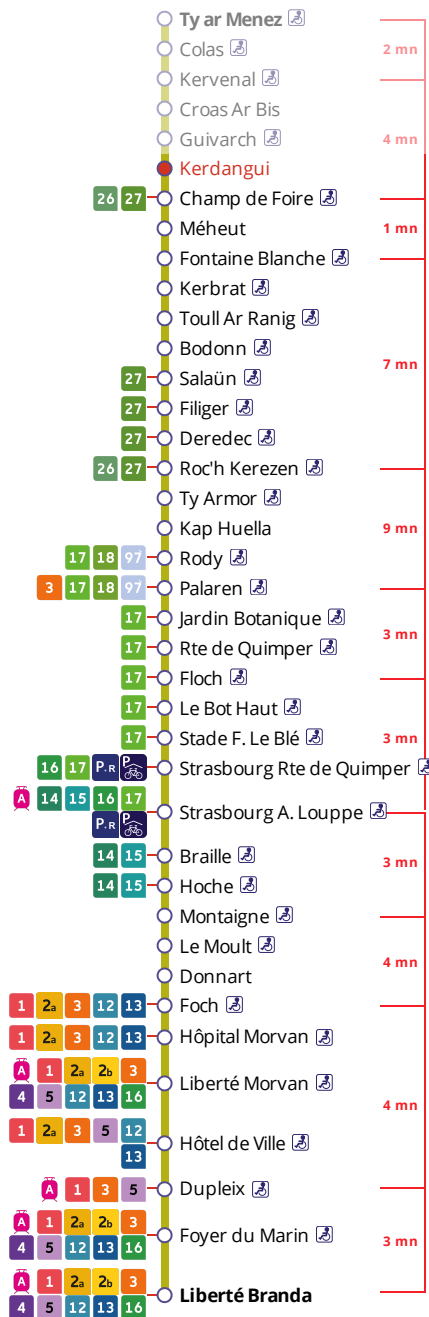 Ty ar Menez
Colas
2 mn
Kervenal
Croas Ar Bis
Guivarch
4 mn
Kerdangui
26 27 Champ de Foire
Méheut
1 mn
Fontaine Blanche
Kerbrat
Toull Ar Ranig
Bodonn
7 mn
27 Salaün
27 Filiger
27 Deredec
26 27 Roc'h Kerezen
Ty Armor
Kap Huella
9 mn
17 18 97 Rody
3 17 18 97 Palaren
17 Jardin Botanique
3 mn
17 Rte de Quimper
17 Floch
17 Le Bot Haut
17 Stade F. Le Blé
3 mn
16 17 P+R P Strasbourg Rte de Quimper
A 14 15 16 17
P+R P
Strasbourg A. Louppe
14 15 Braille
3 mn
14 15 Hoche
Montaigne
Le Moult
4 mn
Donnart
1 2a 3 12 13 Foch
1 2a 3 12 13 Hôpital Morvan
A 1 2a 2b 3
4 5 12 13 16
Liberté Morvan
4 mn
1 2a 3 5 12
13
Hôtel de Ville
A 1 3 5 Dupleix
A 1 2a 2b 3
4 5 12 13 16
Foyer du Marin
3 mn
A 1 2a 2b 3
4 5 12 13 16
Liberté Branda